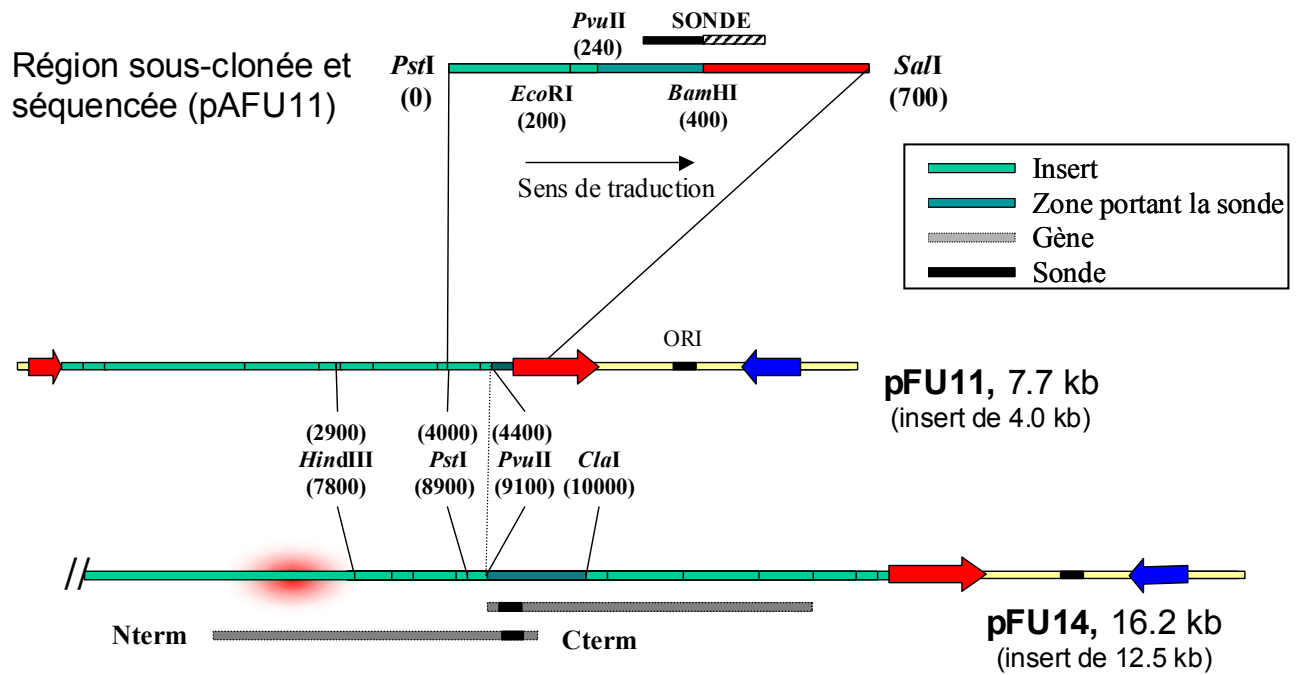 Région sous-clonée et
séquencée (pAFU11)
PstI
(0)
PvuII
(240)
SONDE
EcoRI
(200)
BamHI
(400)
SalI
(700)
Sens de traduction
Insert
Zone portant la sonde
Gène
Sonde
ORI
pFU11, 7.7 kb
(insert de 4.0 kb)
(2900)
(4000)
(4400)
HindIII
PstI
PvuII
ClaI
(7800)
(8900)
(9100)
(10000)
//
Nterm
Cterm
pFU14, 16.2 kb
(insert de 12.5 kb)